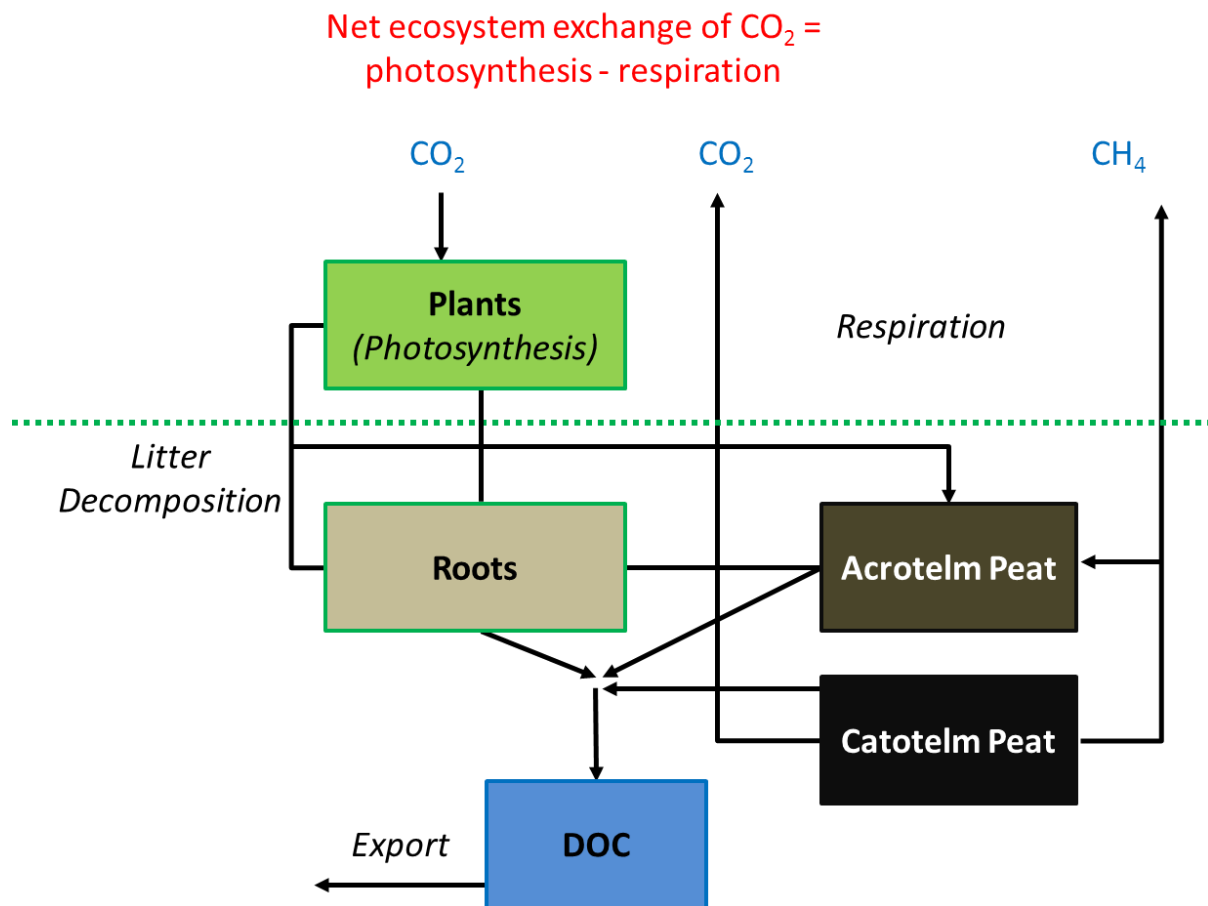 Net ecosystem exchange of CO₂ =
photosynthesis - respiration
CO₂
CO₂
CH₄
Plants
(Photosynthesis)
Respiration
Litter
Decomposition
Roots
Acrotelm Peat
Catotelm Peat
Export
DOC